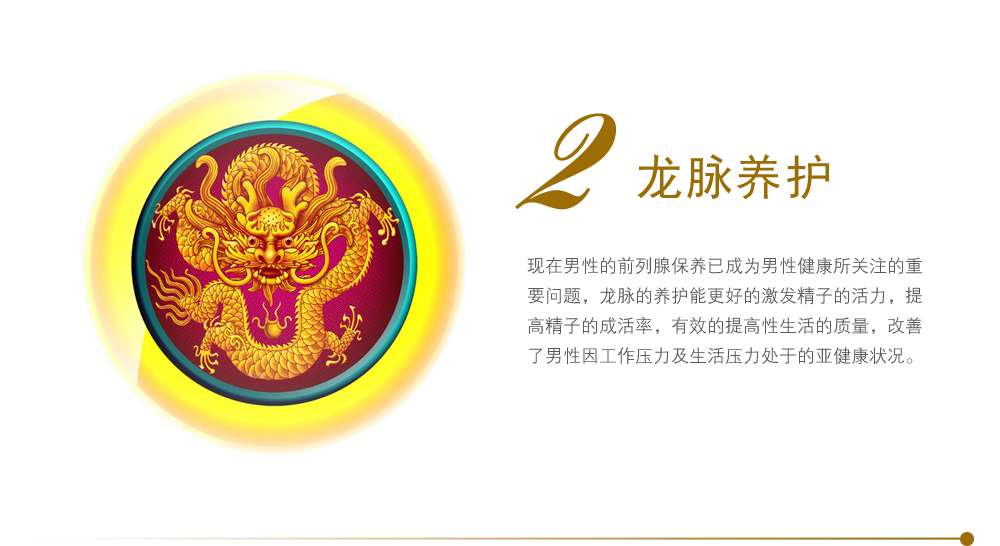 2
龙脉养护
现在男性的前列腺保养已成为男性健康所关注的重
要问题，龙脉的养护能更好的激发精子的活力，提
高精子的成活率，有效的提高性生活的质量，改善
了男性因工作压力及生活压力处于的亚健康状况。